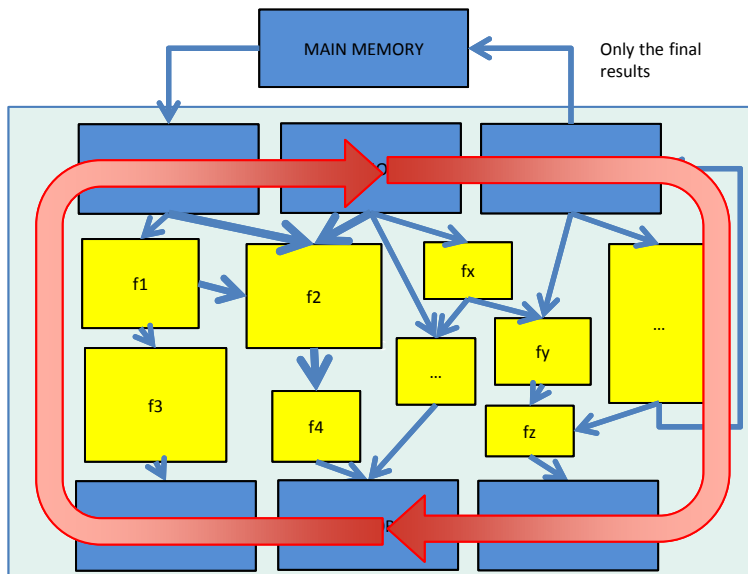 MAIN MEMORY
Only the final
results
f1
f2
fx
...
f3
...
fy
f4
fz